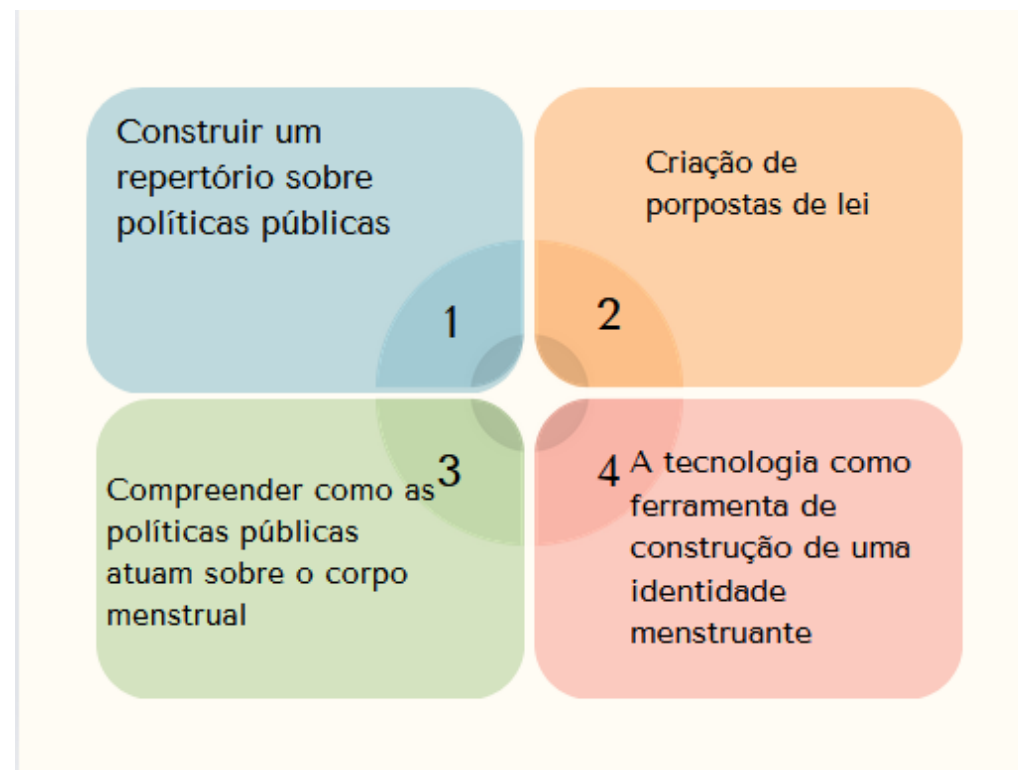 Construir um
repertório sobre
políticas públicas
1
Criação de
porpostas de lei
2
3
Compreender como as
políticas públicas
atuam sobre o corpo
menstrual
4
A tecnologia como
ferramenta de
construção de uma
identidade
menstruante